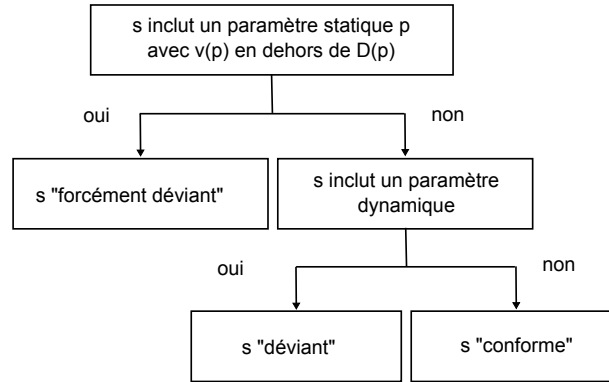 s inclut un paramètre statique p
avec v(p) en dehors de D(p)
oui
non
s "forcément déviant"
s inclut un paramètre
dynamique
oui
non
s "déviant"
s "conforme"